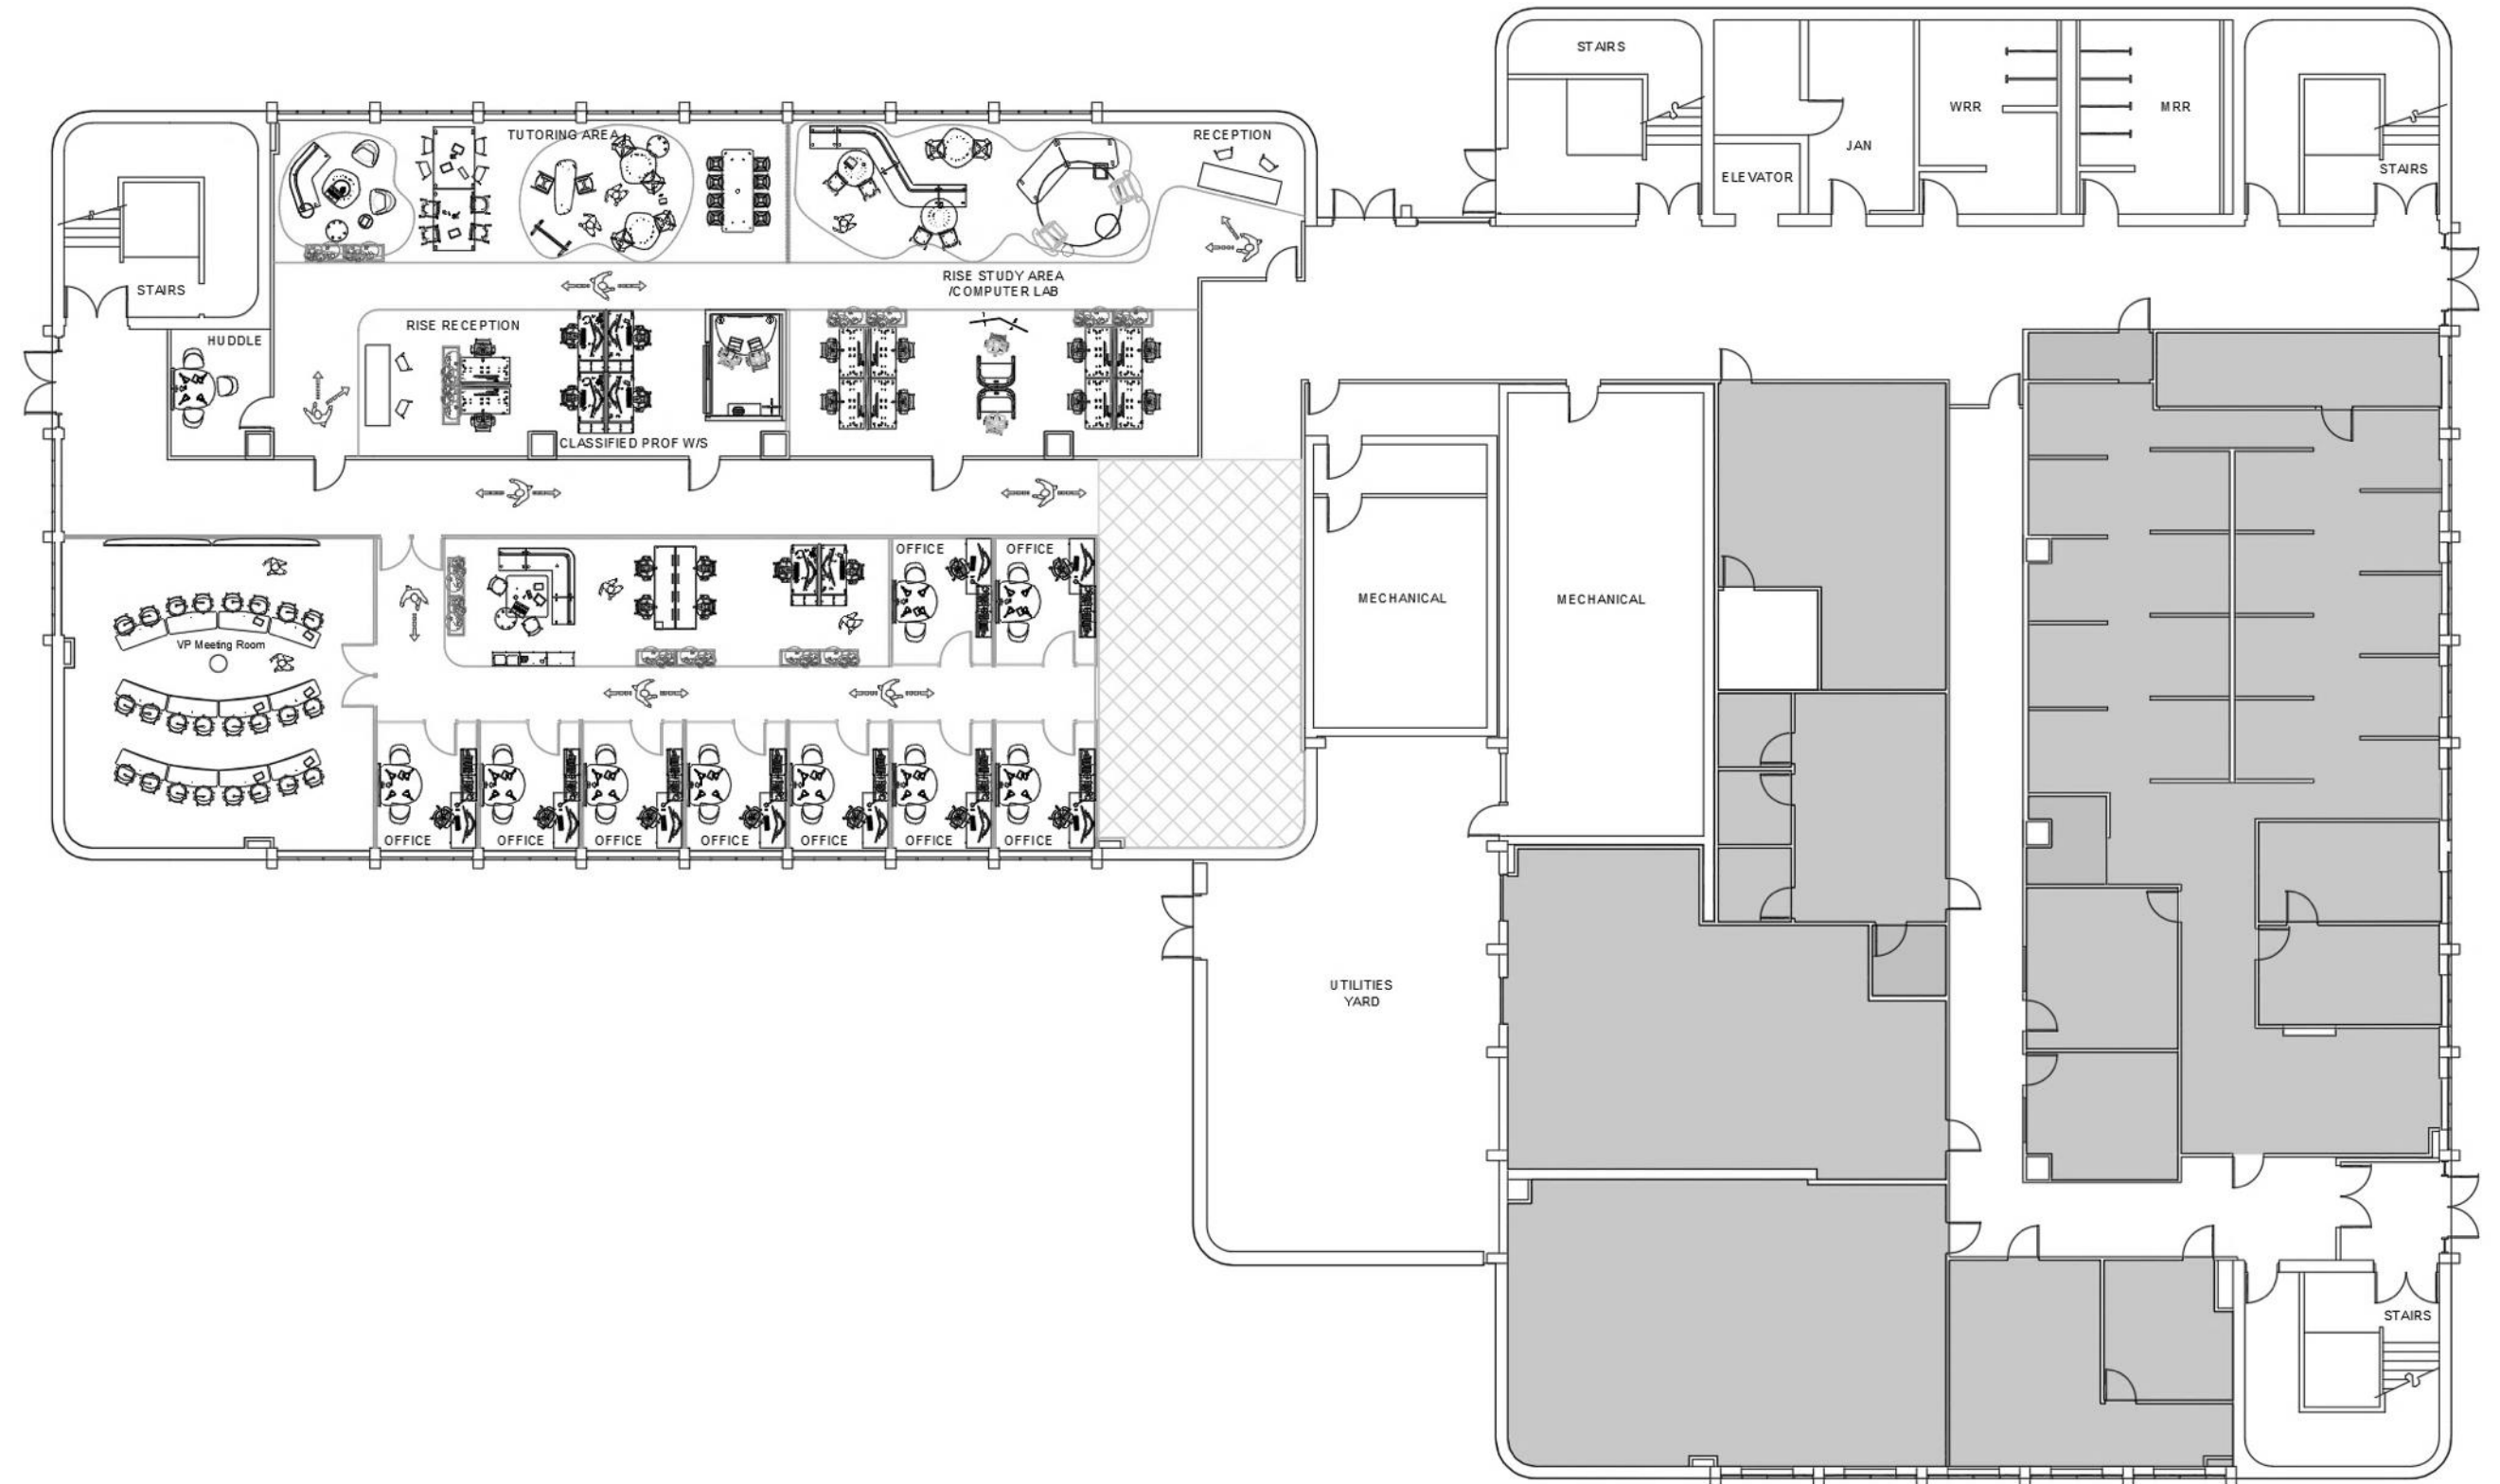 STAIRS
WRR
MRR
JAN
ELEVATOR
STAIRS
TUTORING AREA
RECEPTION
RISE STUDY AREA
/COMPUTER LAB
STAIRS
RISE RECEPTION
HUDDLE
CLASSIFIED PROF W/S
OFFICE
OFFICE
MECHANICAL
MECHANICAL
VP Meeting Room
OFFICE
OFFICE
OFFICE
OFFICE
OFFICE
OFFICE
OFFICE
UTILITIES
YARD
STAIRS